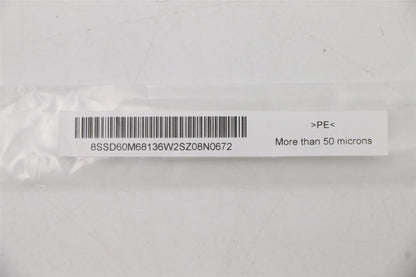 8SSD60M68136W2SZ08N0672
>PE<
More than 50 microns